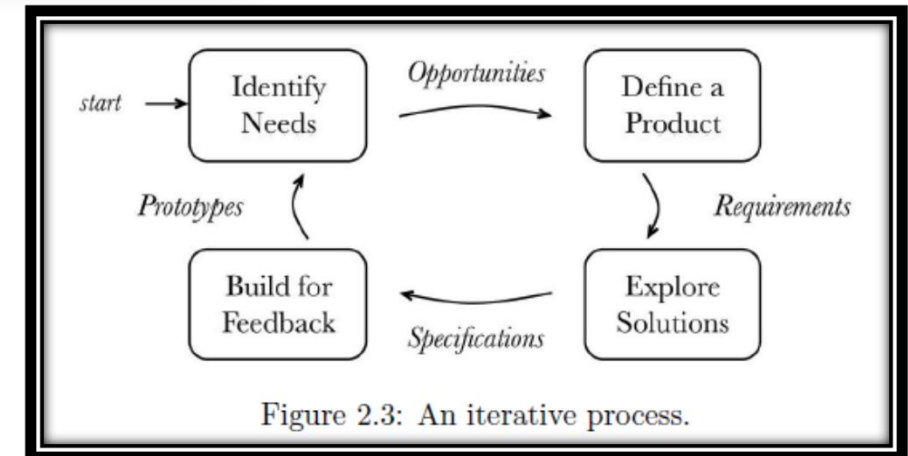 Identify
Needs
Opportunities
Define a
Product
start
Prototypes
Requirements
Build for
Feedback
Specifications
Explore
Solutions
Figure 2.3: An iterative process.